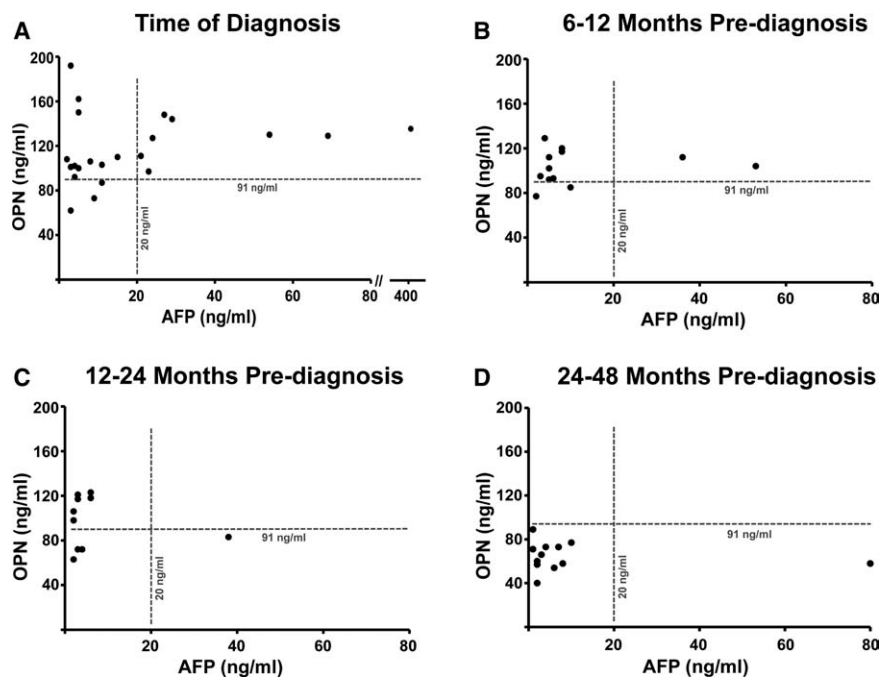 A Time of Diagnosis
200
160
120
80
40
OPN (ng/ml)
91 ng/ml
20 ng/ml
20 40 60 80 // 400
AFP (ng/ml)
B 6-12 Months Pre-diagnosis
200
160
120
80
40
OPN (ng/ml)
91 ng/ml
20 ng/ml
20 40 60 80
AFP (ng/ml)
C 12-24 Months Pre-diagnosis
200
160
120
80
40
OPN (ng/ml)
91 ng/ml
20 ng/ml
20 40 60 80
AFP (ng/ml)
D 24-48 Months Pre-diagnosis
200
160
120
80
40
OPN (ng/ml)
91 ng/ml
20 ng/ml
20 40 60 80
AFP (ng/ml)